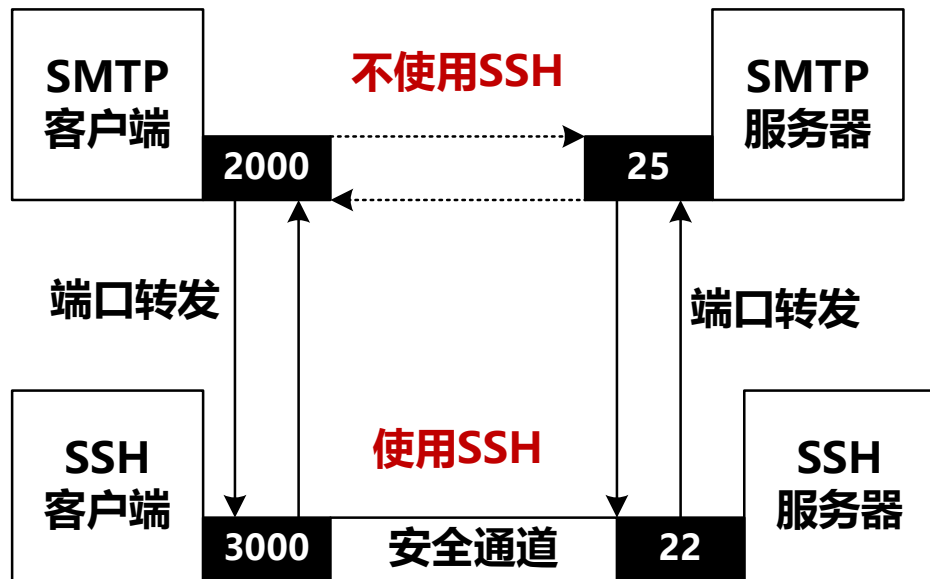 SMTP
客户端
不使用SSH
SMTP
服务器
2000
25
端口转发
端口转发
SSH
客户端
使用SSH
SSH
服务器
3000
安全通道
22